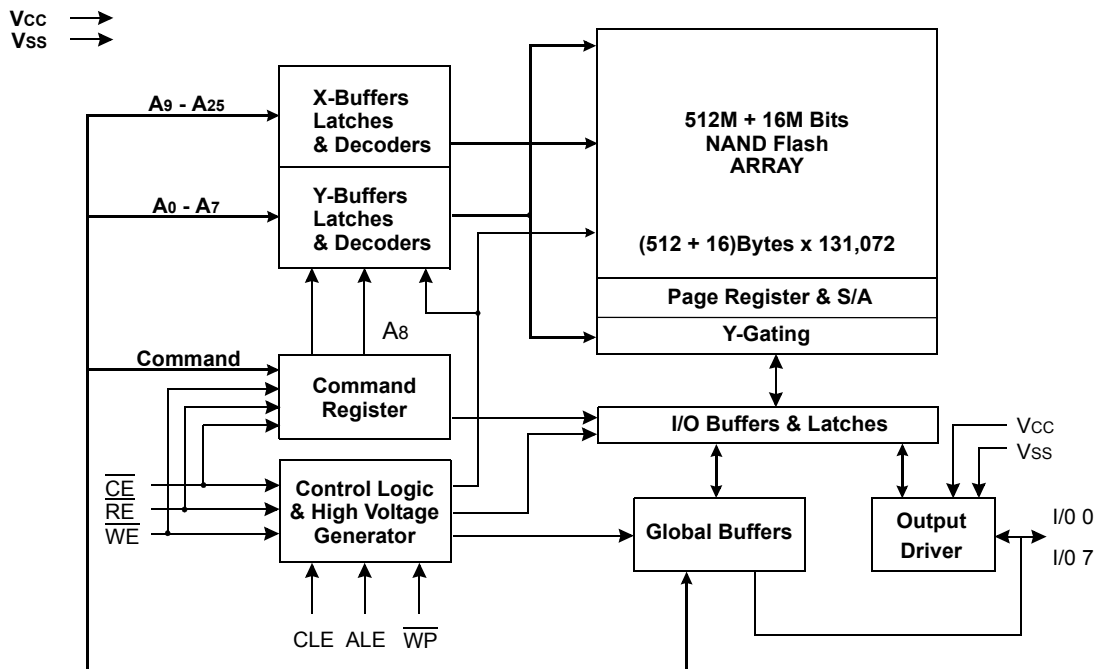 VCC
VSS
A9 - A25
X-Buffers
Latches
& Decoders
A0 - A7
Y-Buffers
Latches
& Decoders
512M + 16M Bits
NAND Flash
ARRAY
(512 + 16)Bytes x 131,072
Page Register & S/A
Y-Gating
A8
Command
Command
Register
I/O Buffers & Latches
VCC
VSS
CE
RE
WE
Control Logic
& High Voltage
Generator
Global Buffers
Output
Driver
I/0 0
I/0 7
CLE ALE WP